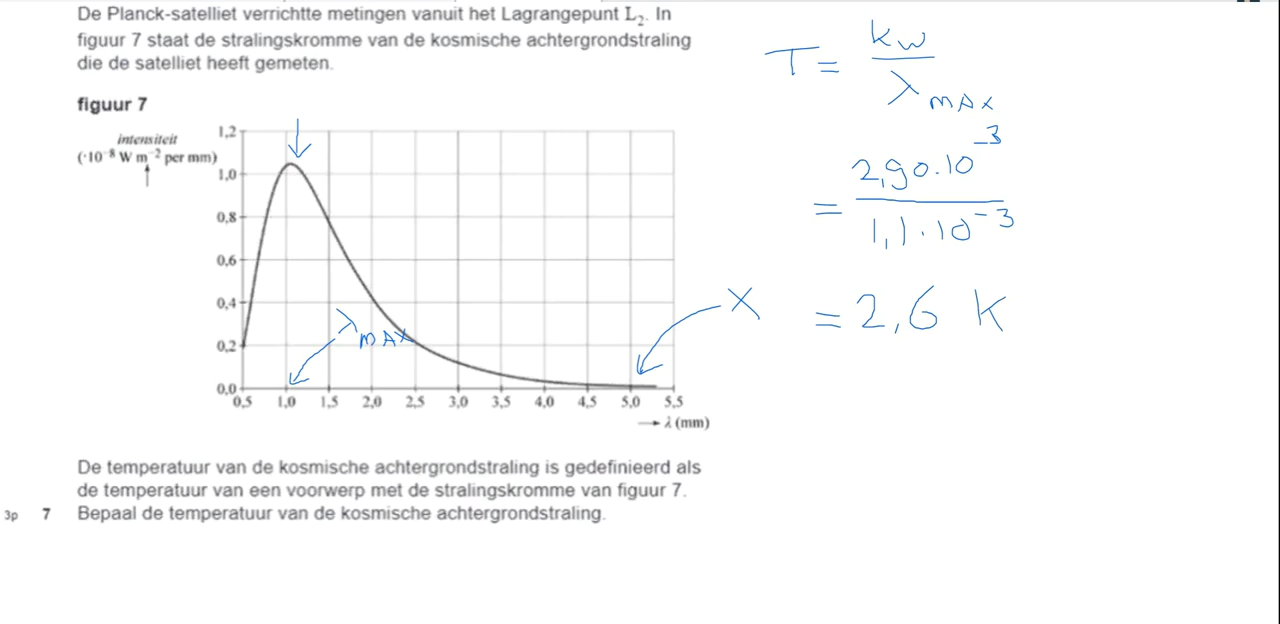 De Planck-satelliet verrichtte metingen vanuit het Lagrangepunt L₂. In
figuur 7 staat de stralingskromme van de kosmische achtergrondstraling
die de satelliet heeft gemeten.
figuur 7
intensiteit
(·10⁻⁸ W m⁻² per mm)
1,2
1,0
0,8
0,6
0,4
0,2
0,0
0,5 1,0 1,5 2,0 2,5 3,0 3,5 4,0 4,5 5,0 5,5
λ (mm)
λ MAX
X
De temperatuur van de kosmische achtergrondstraling is gedefinieerd als
de temperatuur van een voorwerp met de stralingskromme van figuur 7.
3p 7 Bepaal de temperatuur van de kosmische achtergrondstraling.
T = kw
λ MAX
= 2,90.10⁻³
1,1.10⁻³
= 2,6 K